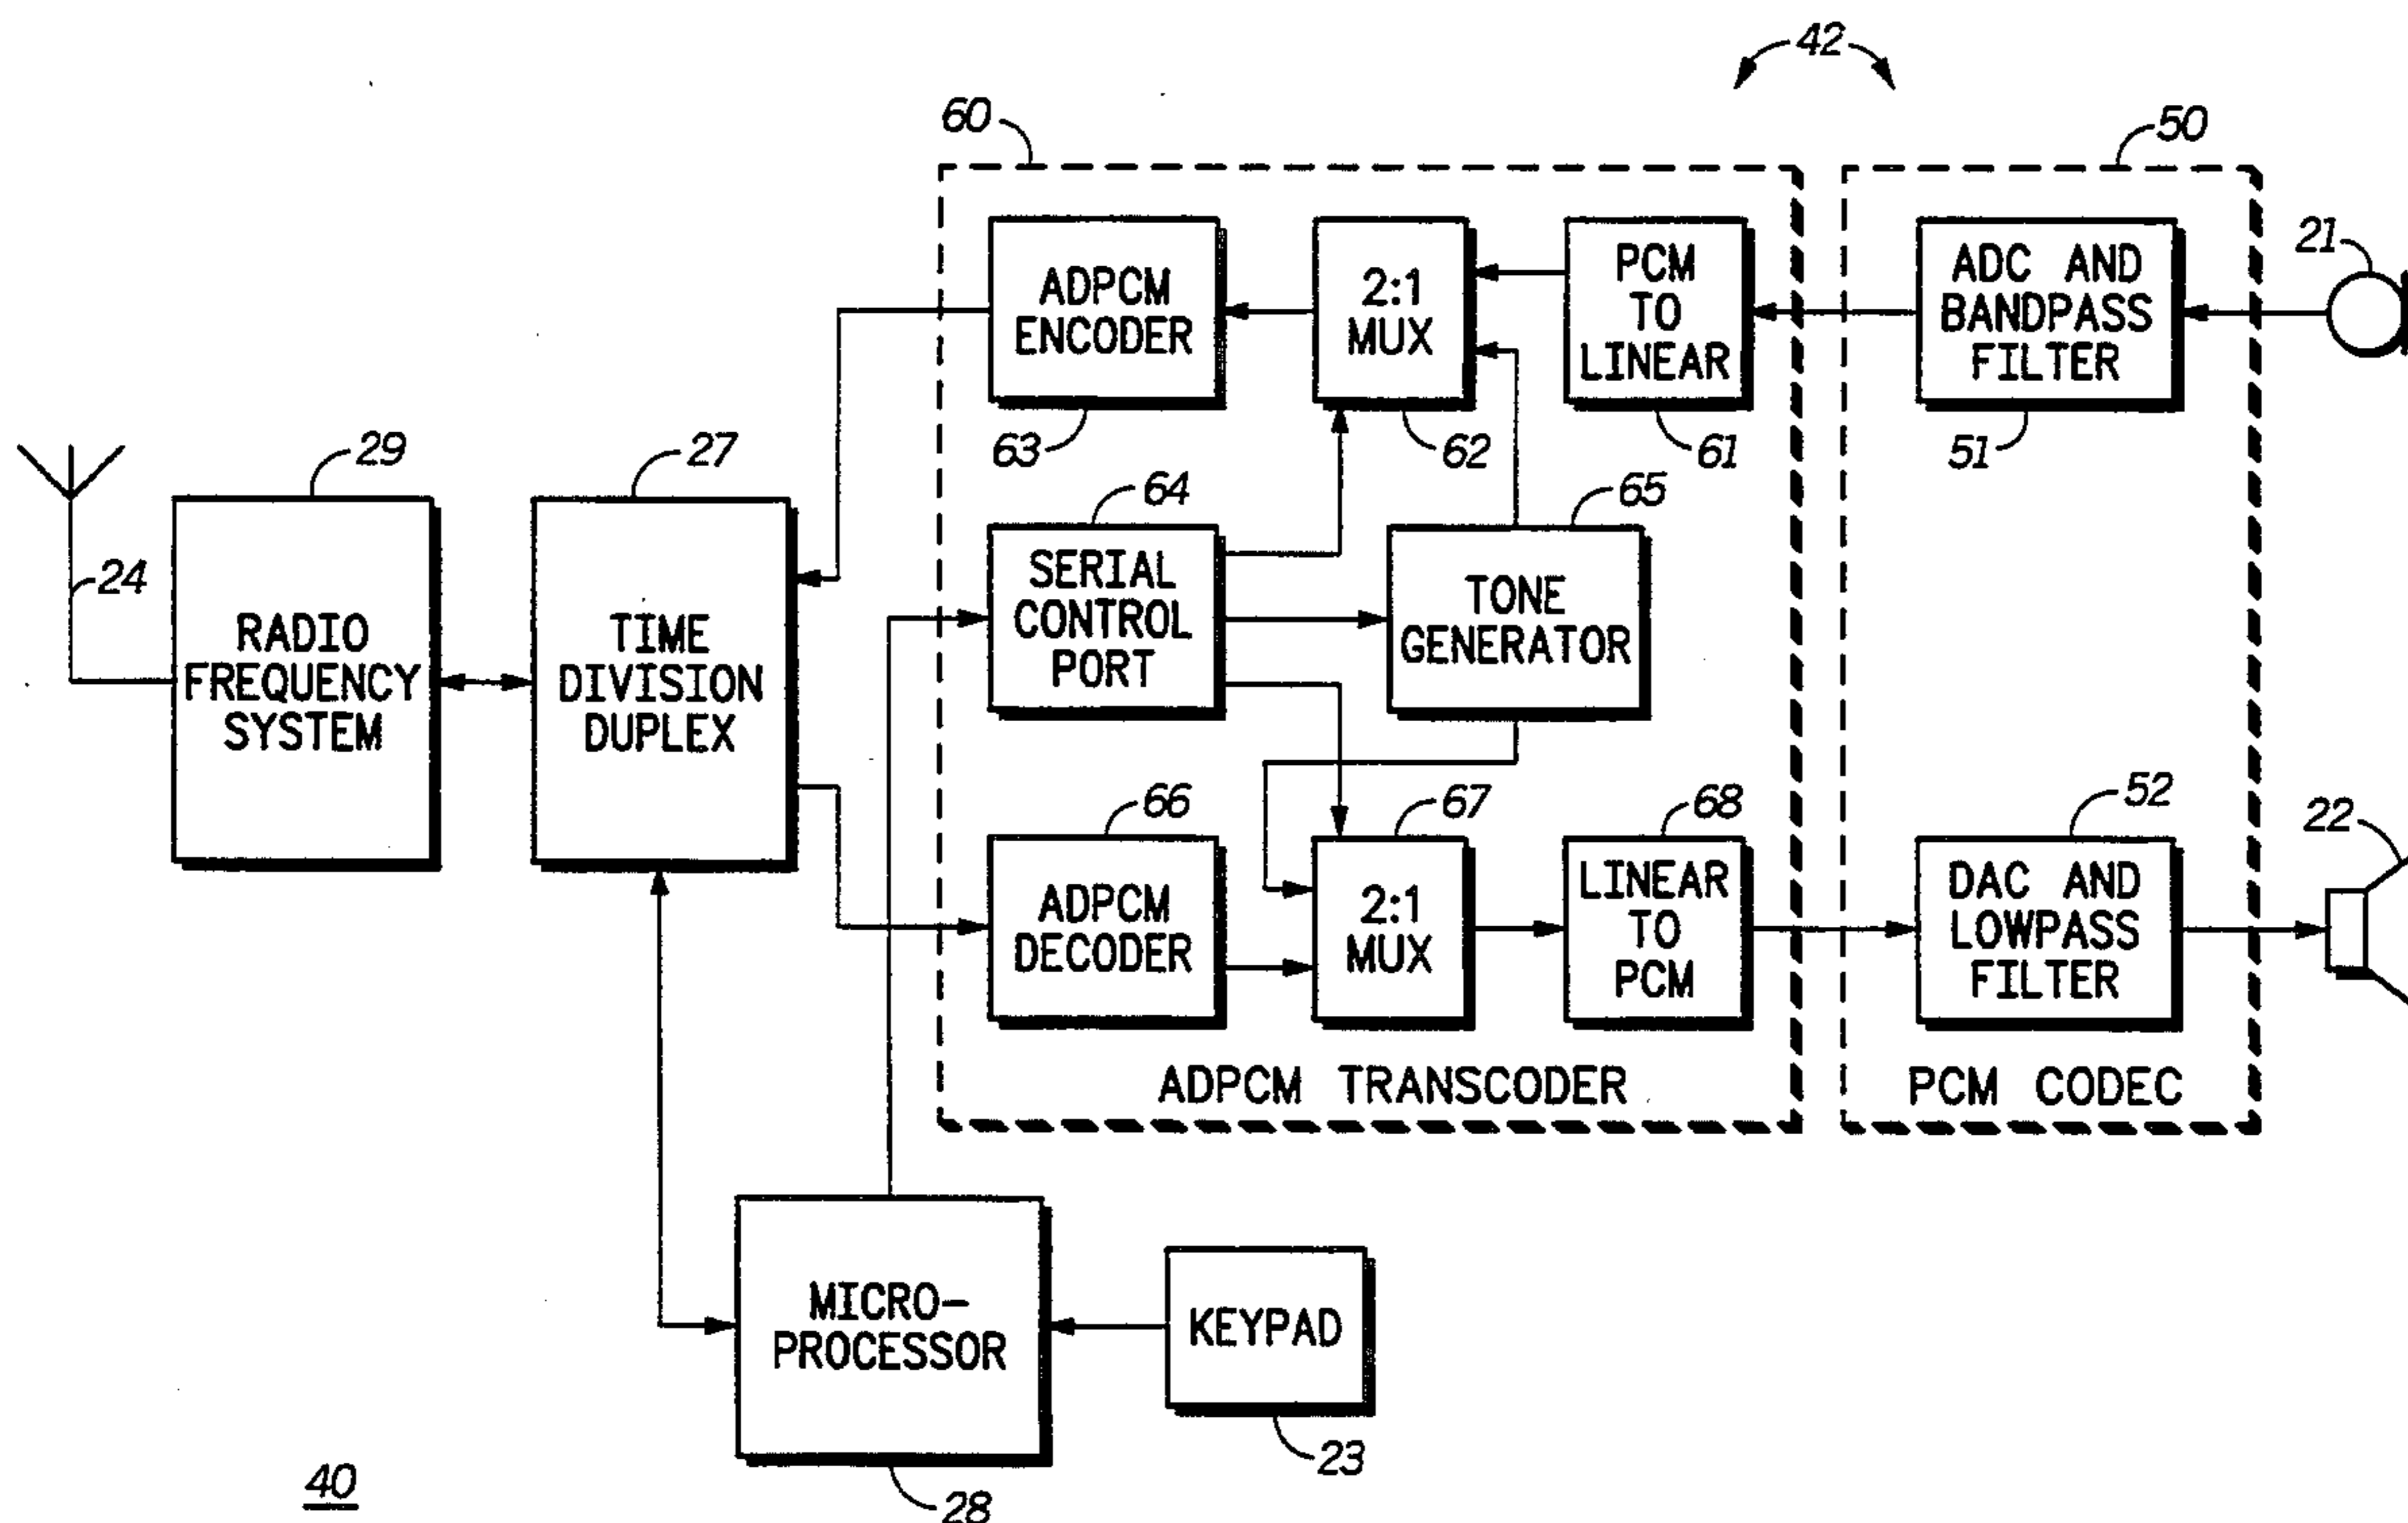 42
60
50
ADPCM
ENCODER
63
2:1
MUX
62
PCM
TO
LINEAR
61
ADC AND
BANDPASS
FILTER
51
21
29
27
24
RADIO
FREQUENCY
SYSTEM
TIME
DIVISION
DUPLEX
64
SERIAL
CONTROL
PORT
65
TONE
GENERATOR
66
ADPCM
DECODER
67
2:1
MUX
68
LINEAR
TO
PCM
52
DAC AND
LOWPASS
FILTER
22
ADPCM TRANSCODER
PCM CODEC
MICRO-
PROCESSOR
28
KEYPAD
23
40